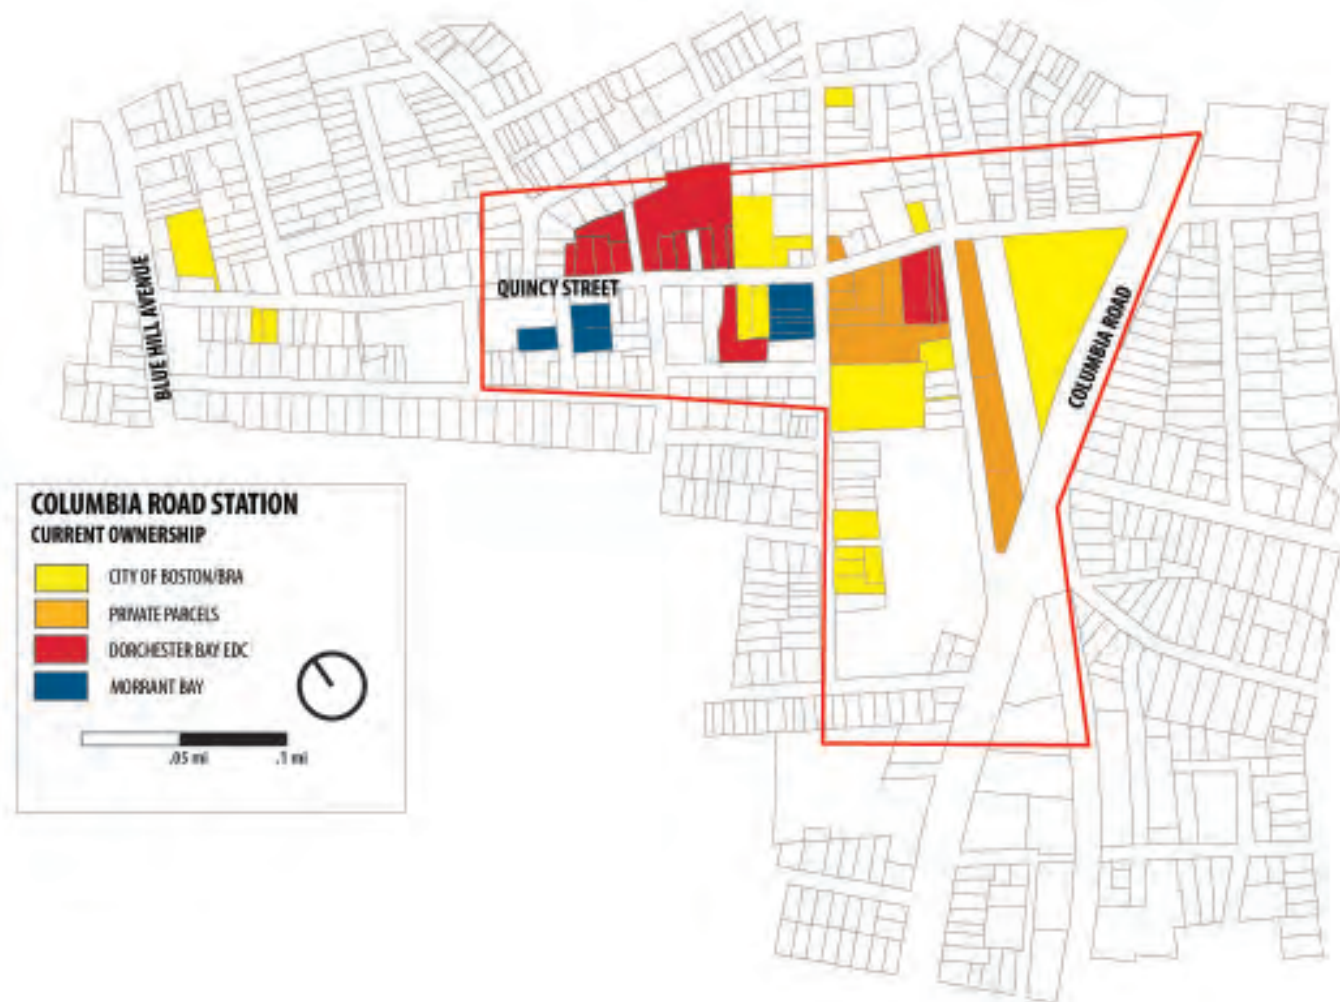 QUINCY STREET
BLUE HILL AVENUE
COLUMBIA ROAD
COLUMBIA ROAD STATION
CURRENT OWNERSHIP
CITY OF BOSTON/BRA
PRIVATE PARCELS
DORCHESTER BAY EDC
MORRANT BAY
.05 mi .1 mi